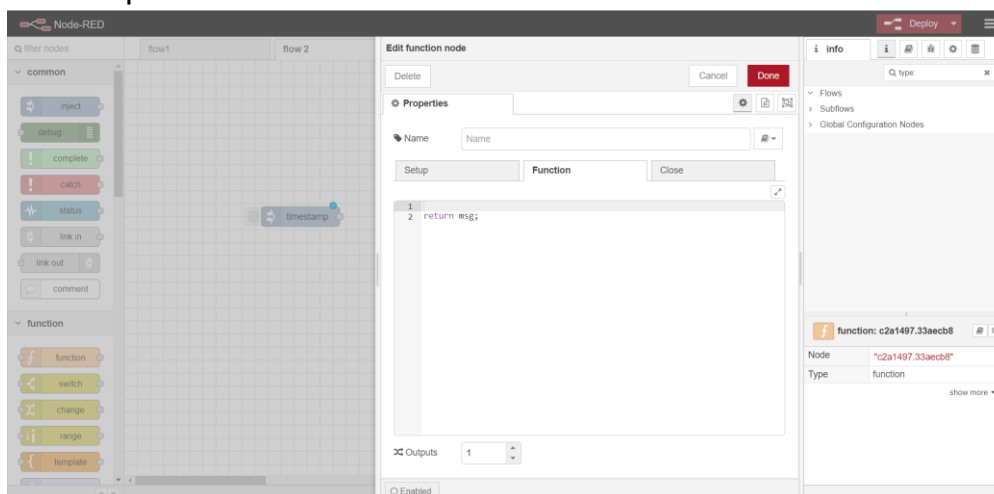 Node-RED
Deploy
filter nodes
flow1
flow 2
common
inject
debug
complete
catch
status
link in
link out
comment
function
function
switch
change
range
template
timestamp
Edit function node
Delete
Cancel
Done
Properties
Name
Name
Setup
Function
Close
1
2 return msg;
Outputs
1
Enabled
i info
i
type:
Flows
Subflows
Global Configuration Nodes
function: c2a1497.33aecb8
Node "c2a1497.33aecb8"
Type function
show more